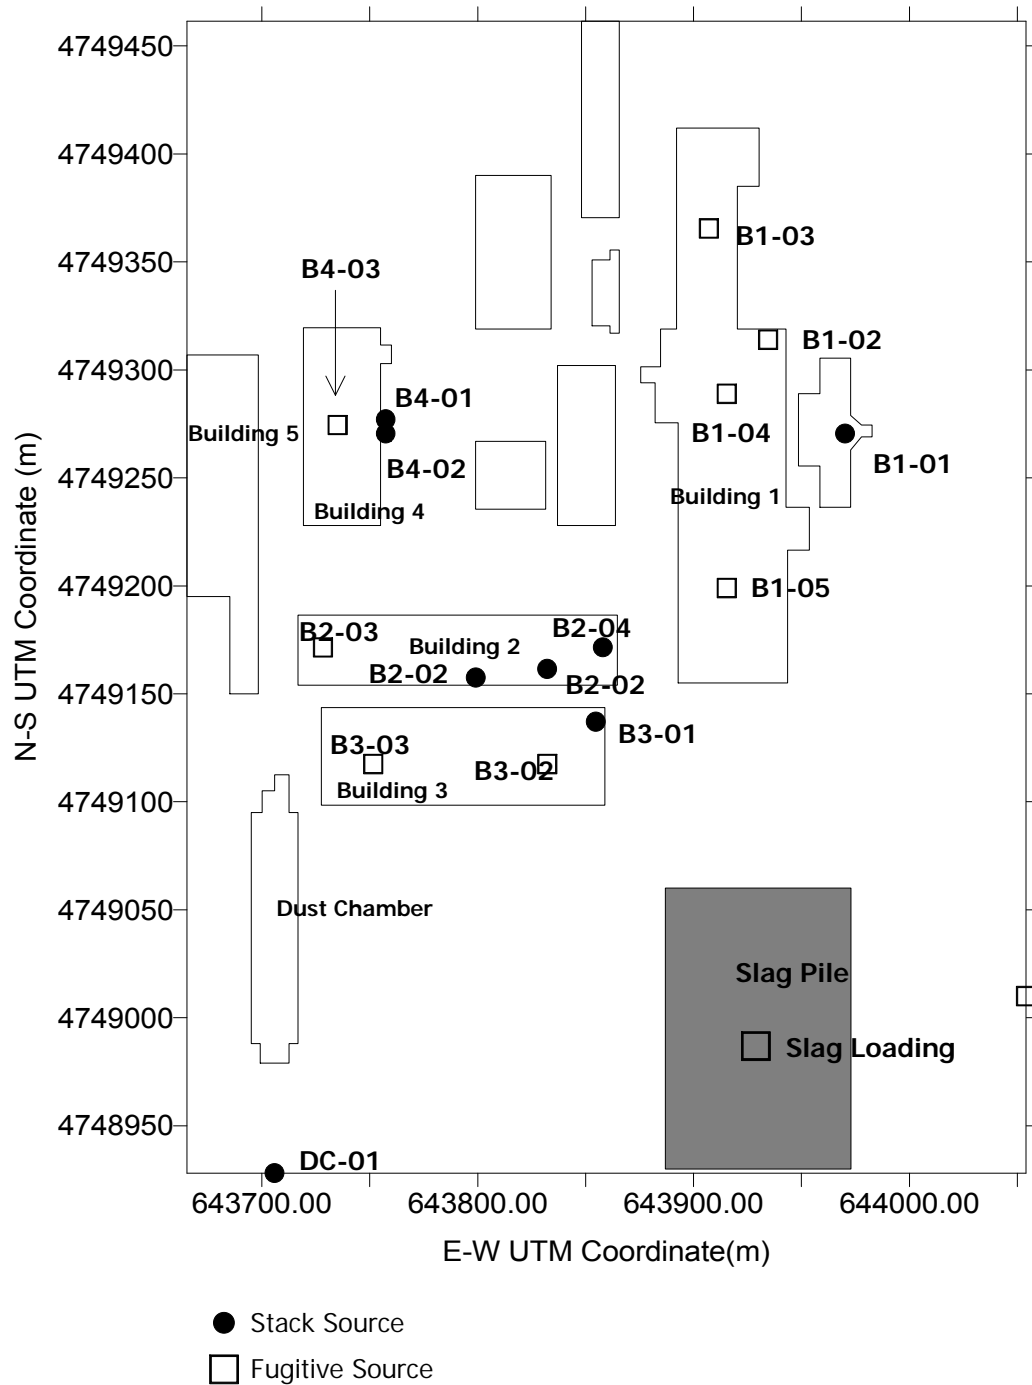 4749450
4749400
B1-03
4749350
B4-03
B1-02
4749300
B4-01
Building 5
B1-04
B4-02
B1-01
4749250
Building 1
Building 4
4749200
B1-05
B2-03
B2-04
Building 2
B2-02
B2-02
4749150
B3-01
B3-03
B3-02
Building 3
4749100
4749050
Dust Chamber
Slag Pile
4749000
Slag Loading
4748950
DC-01
N-S UTM Coordinate (m)
643700.00
643800.00
643900.00
644000.00
E-W UTM Coordinate(m)
Stack Source
Fugitive Source